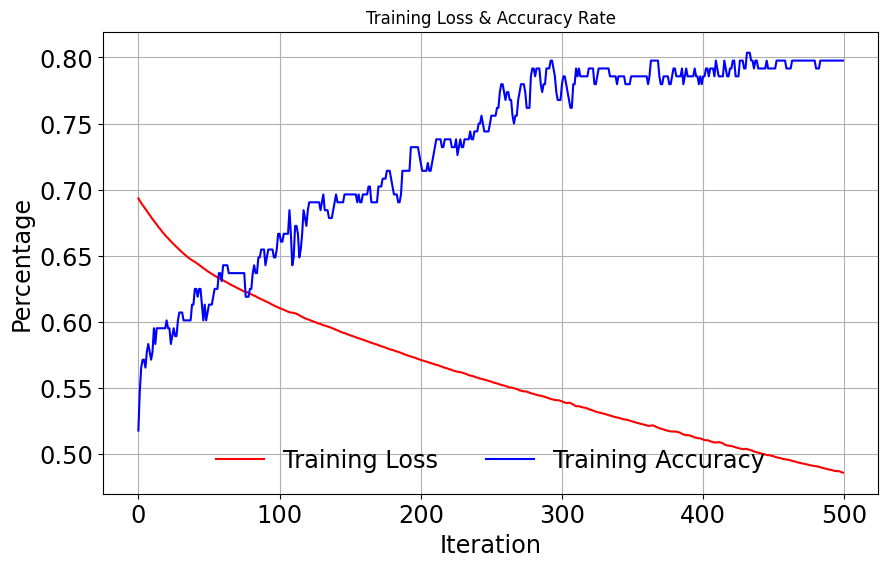 Training Loss & Accuracy Rate
0.80
0.75
0.70
0.65
0.60
0.55
0.50
Percentage
Training Loss Training Accuracy
0 100 200 300 400 500
Iteration